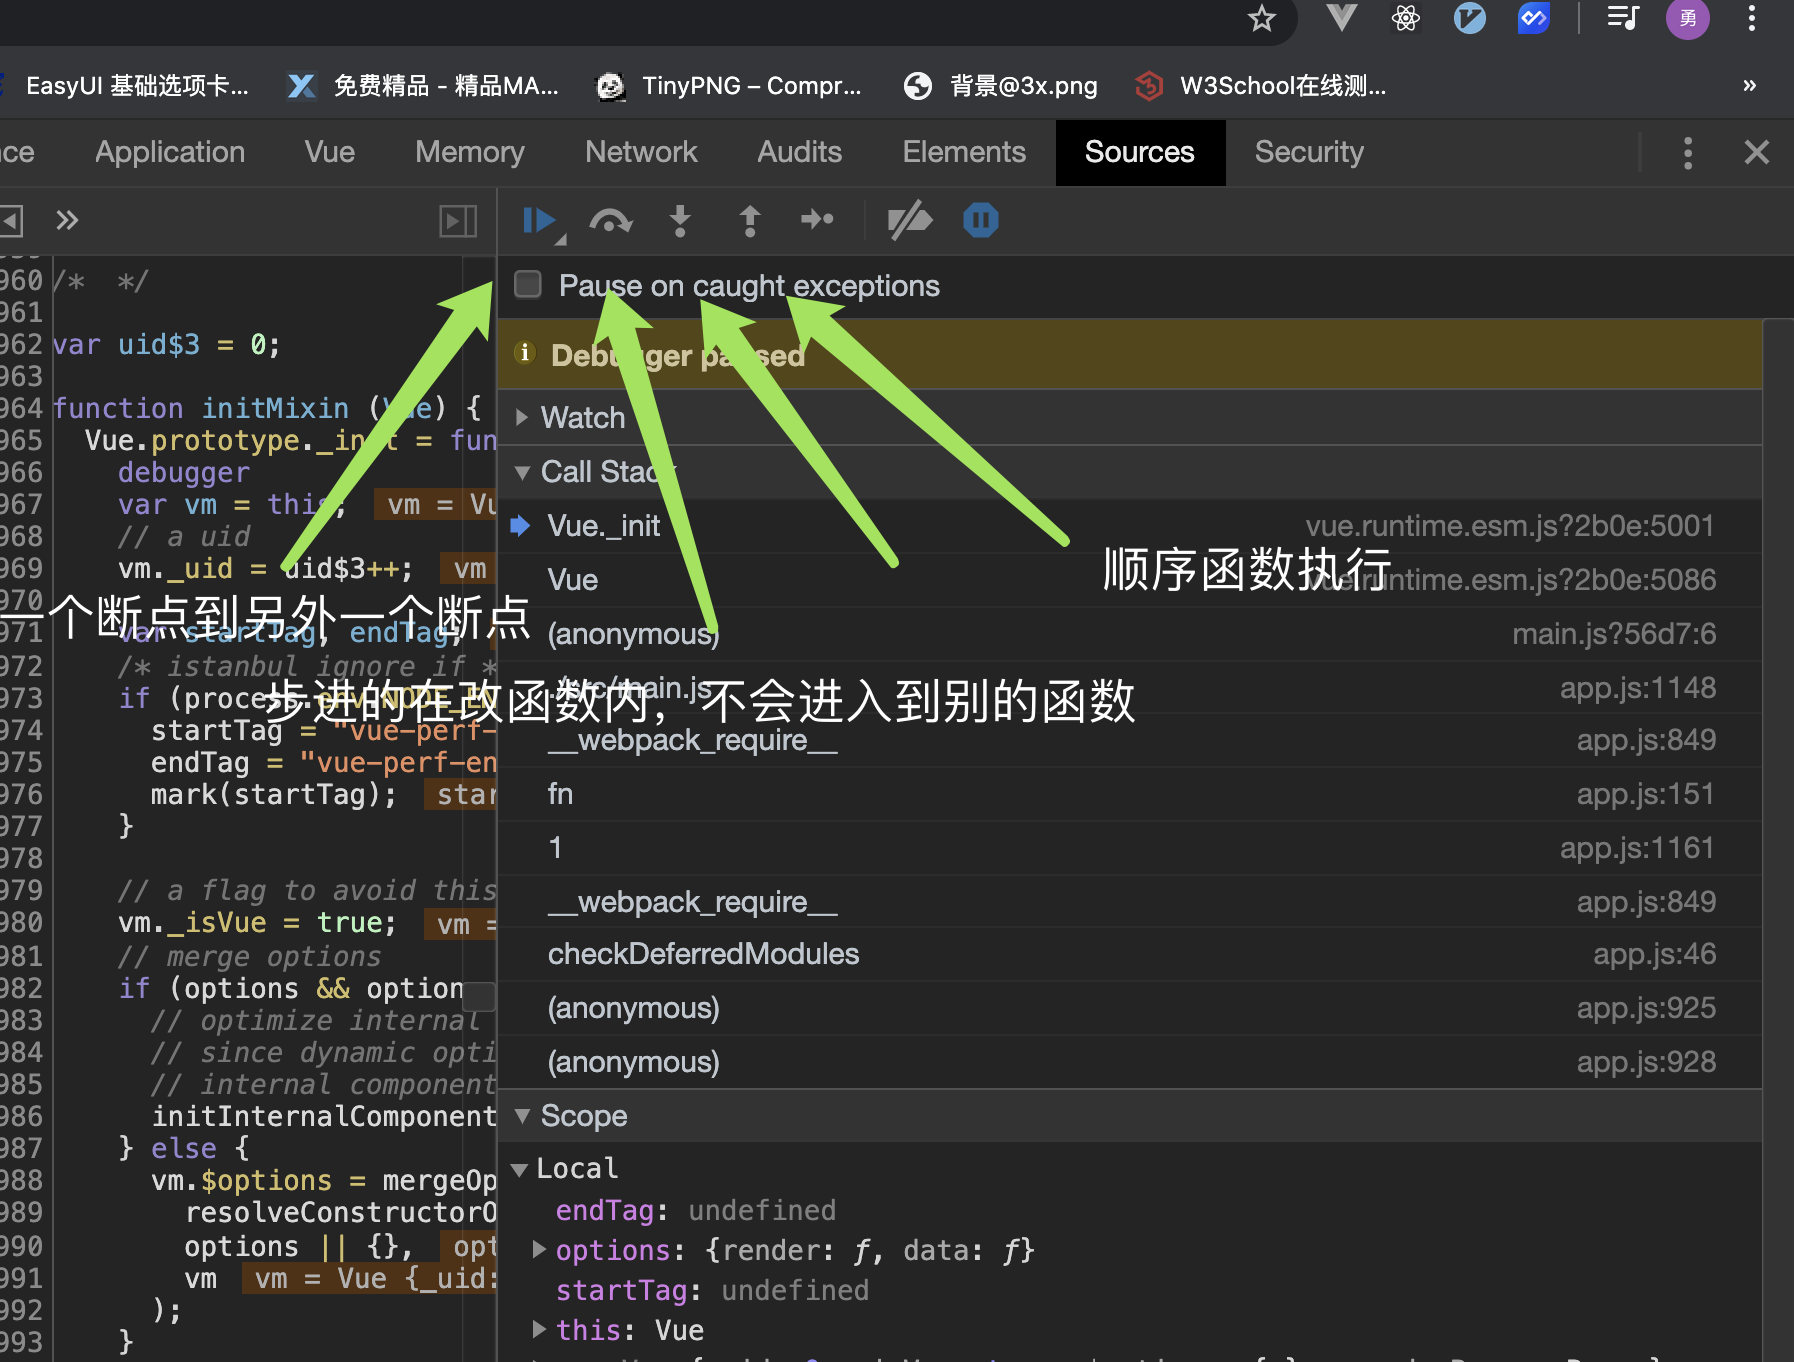 EasyUI 基础选项卡...
免费精品 - 精品MA...
TinyPNG – Compr...
背景@3x.png
W3School在线测...
»
勇
nce
Application
Vue
Memory
Network
Audits
Elements
Sources
Security
Pause on caught exceptions
Debugger paused
Watch
Call Stack
Vue._init vue.runtime.esm.js?2b0e:5001
Vue vue.runtime.esm.js?2b0e:5086
(anonymous) main.js?56d7:6
./src/main.js app.js:1148
__webpack_require__ app.js:849
fn app.js:151
1 app.js:1161
__webpack_require__ app.js:849
checkDeferredModules app.js:46
(anonymous) app.js:925
(anonymous) app.js:928
Scope
Local
endTag: undefined
options: {render: ƒ, data: ƒ}
startTag: undefined
this: Vue
960 /*  */
961
962 var uid$3 = 0;
963
964 function initMixin (Vue) {
965 Vue.prototype._init = fun
966 debugger
967 var vm = this; vm = Vu
968 // a uid
969 vm._uid = uid$3++; vm
970
971 var startTag, endTag;
972 /* istanbul ignore if *
973 if (process.env.NODE_EN
974 startTag = "vue-perf-
975 endTag = "vue-perf-en
976 mark(startTag); star
977 }
978
979 // a flag to avoid this
980 vm._isVue = true; vm =
981 // merge options
982 if (options && option
983 // optimize internal
984 // since dynamic opti
985 // internal component
986 initInternalComponent
987 } else {
988 vm.$options = mergeOp
989 resolveConstructorO
990 options || {}, opt
991 vm vm = Vue {_uid:
992 );
993 }
顺序函数执行
一个断点到另外一个断点
步进的在改函数内，不会进入到别的函数